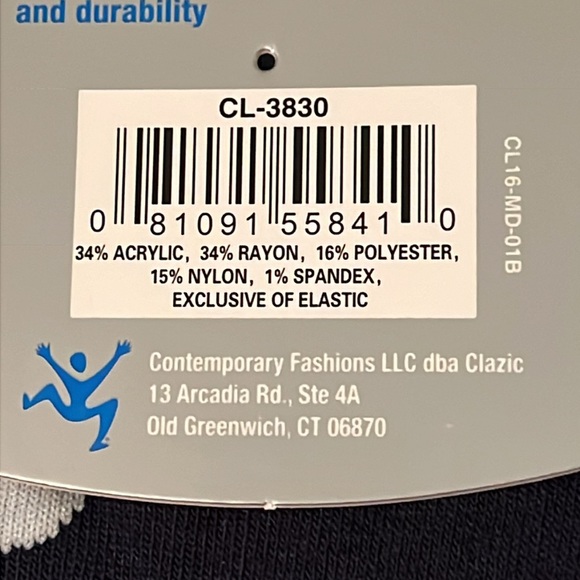 and durability
CL-3830
0 81091 55841 0
34% ACRYLIC, 34% RAYON, 16% POLYESTER,
15% NYLON, 1% SPANDEX,
EXCLUSIVE OF ELASTIC
CL16-MD-01B
Contemporary Fashions LLC dba Clazic
13 Arcadia Rd., Ste 4A
Old Greenwich, CT 06870